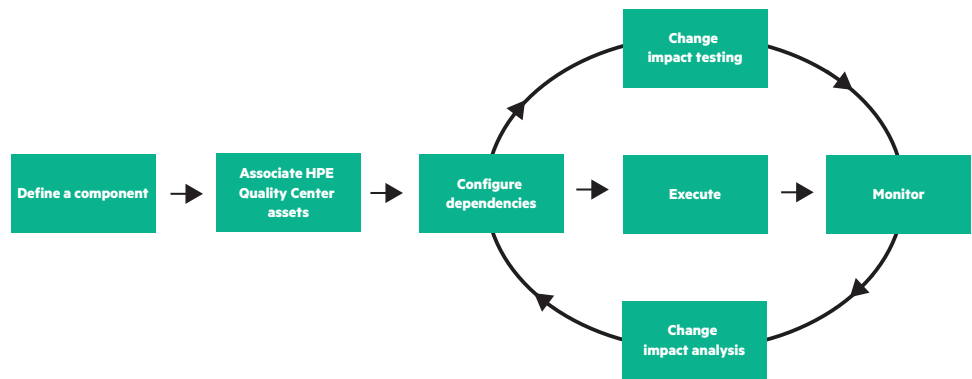 Change
impact testing
Define a component
Associate HPE
Quality Center
assets
Configure
dependencies
Execute
Monitor
Change
impact analysis